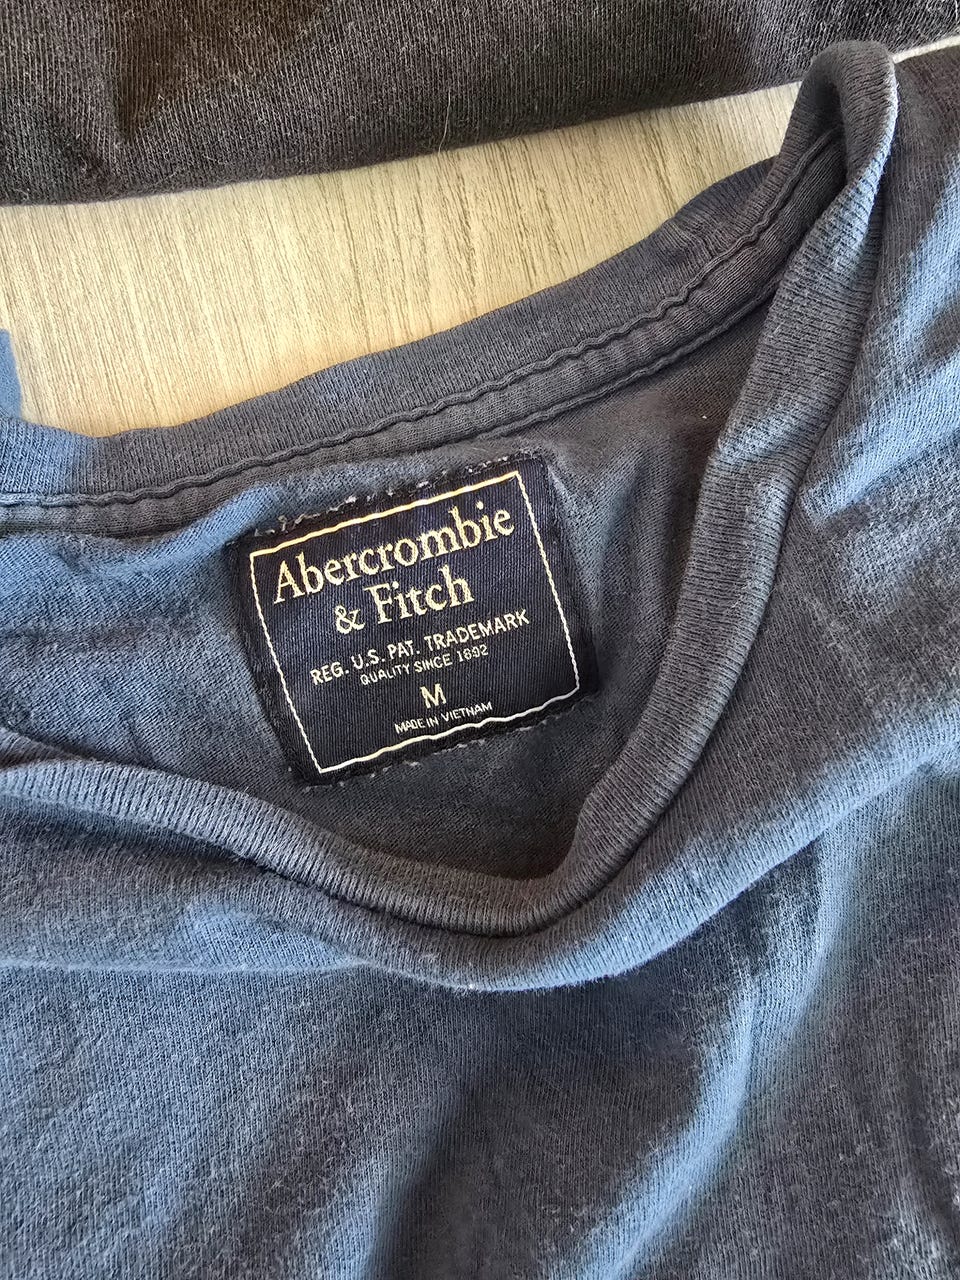 Abercrombie
& Fitch
REG. U.S. PAT. TRADEMARK
QUALITY SINCE 1892
M
MADE IN VIETNAM